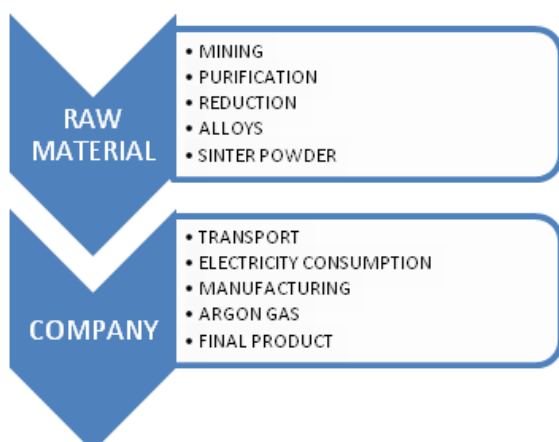 RAW
MATERIAL
• MINING
• PURIFICATION
• REDUCTION
• ALLOYS
• SINTER POWDER
COMPANY
• TRANSPORT
• ELECTRICITY CONSUMPTION
• MANUFACTURING
• ARGON GAS
• FINAL PRODUCT